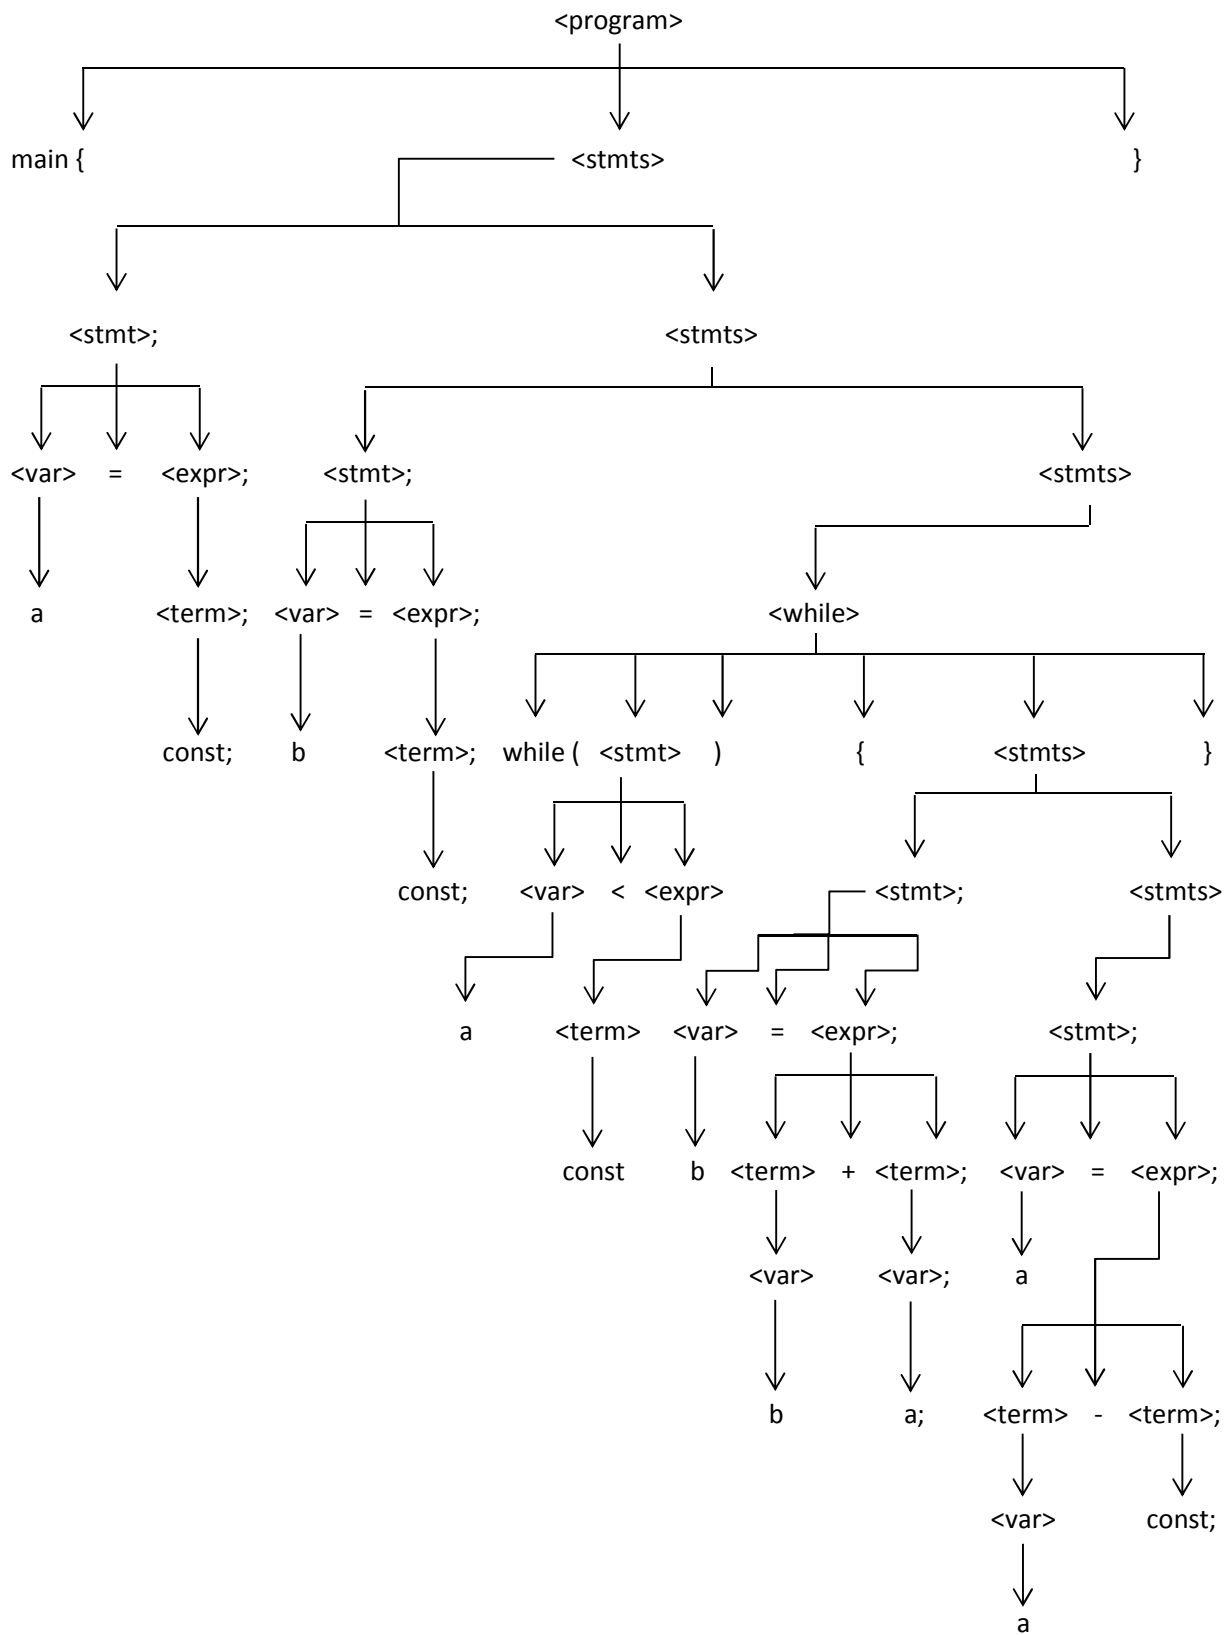 <program>
main { <stmts> }
<stmt>; <stmts>
<var> = <expr>; <stmt>; <stmts>
a <term>; <var> = <expr>; <while>
const; b <term>; while ( <stmt> ) { <stmts> }
const; <var> < <expr> <stmt>; <stmts>
a <term> <var> = <expr>; <stmt>;
const b <term> + <term>; <var> = <expr>;
<var> <var>; a
b a; <term> - <term>;
<var> const;
a